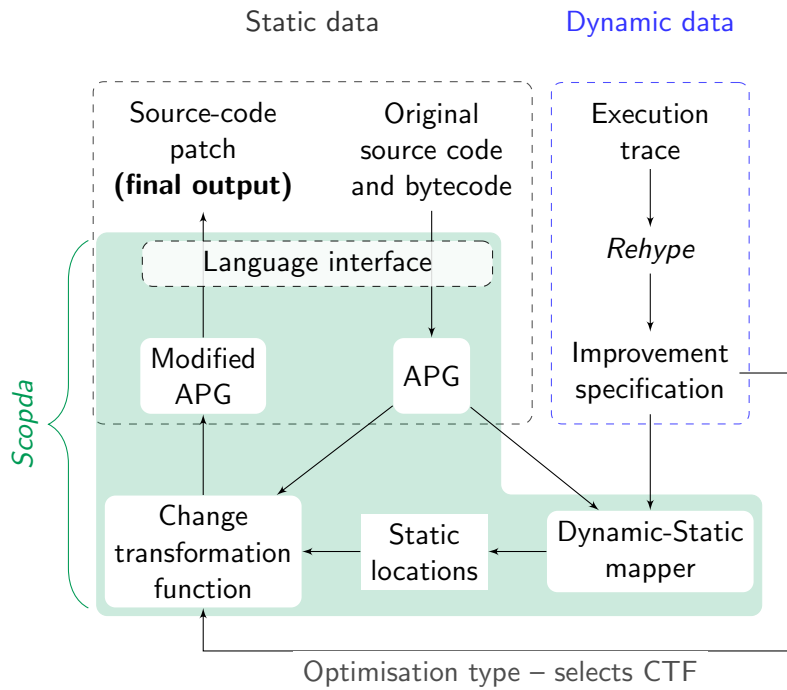 Static data
Dynamic data
Source-code
patch
(final output)
Original
source code
and bytecode
Execution
trace
Rehype
Language interface
Modified
APG
APG
Improvement
specification
Scopda
Change
transformation
function
Static
locations
Dynamic-Static
mapper
Optimisation type – selects CTF